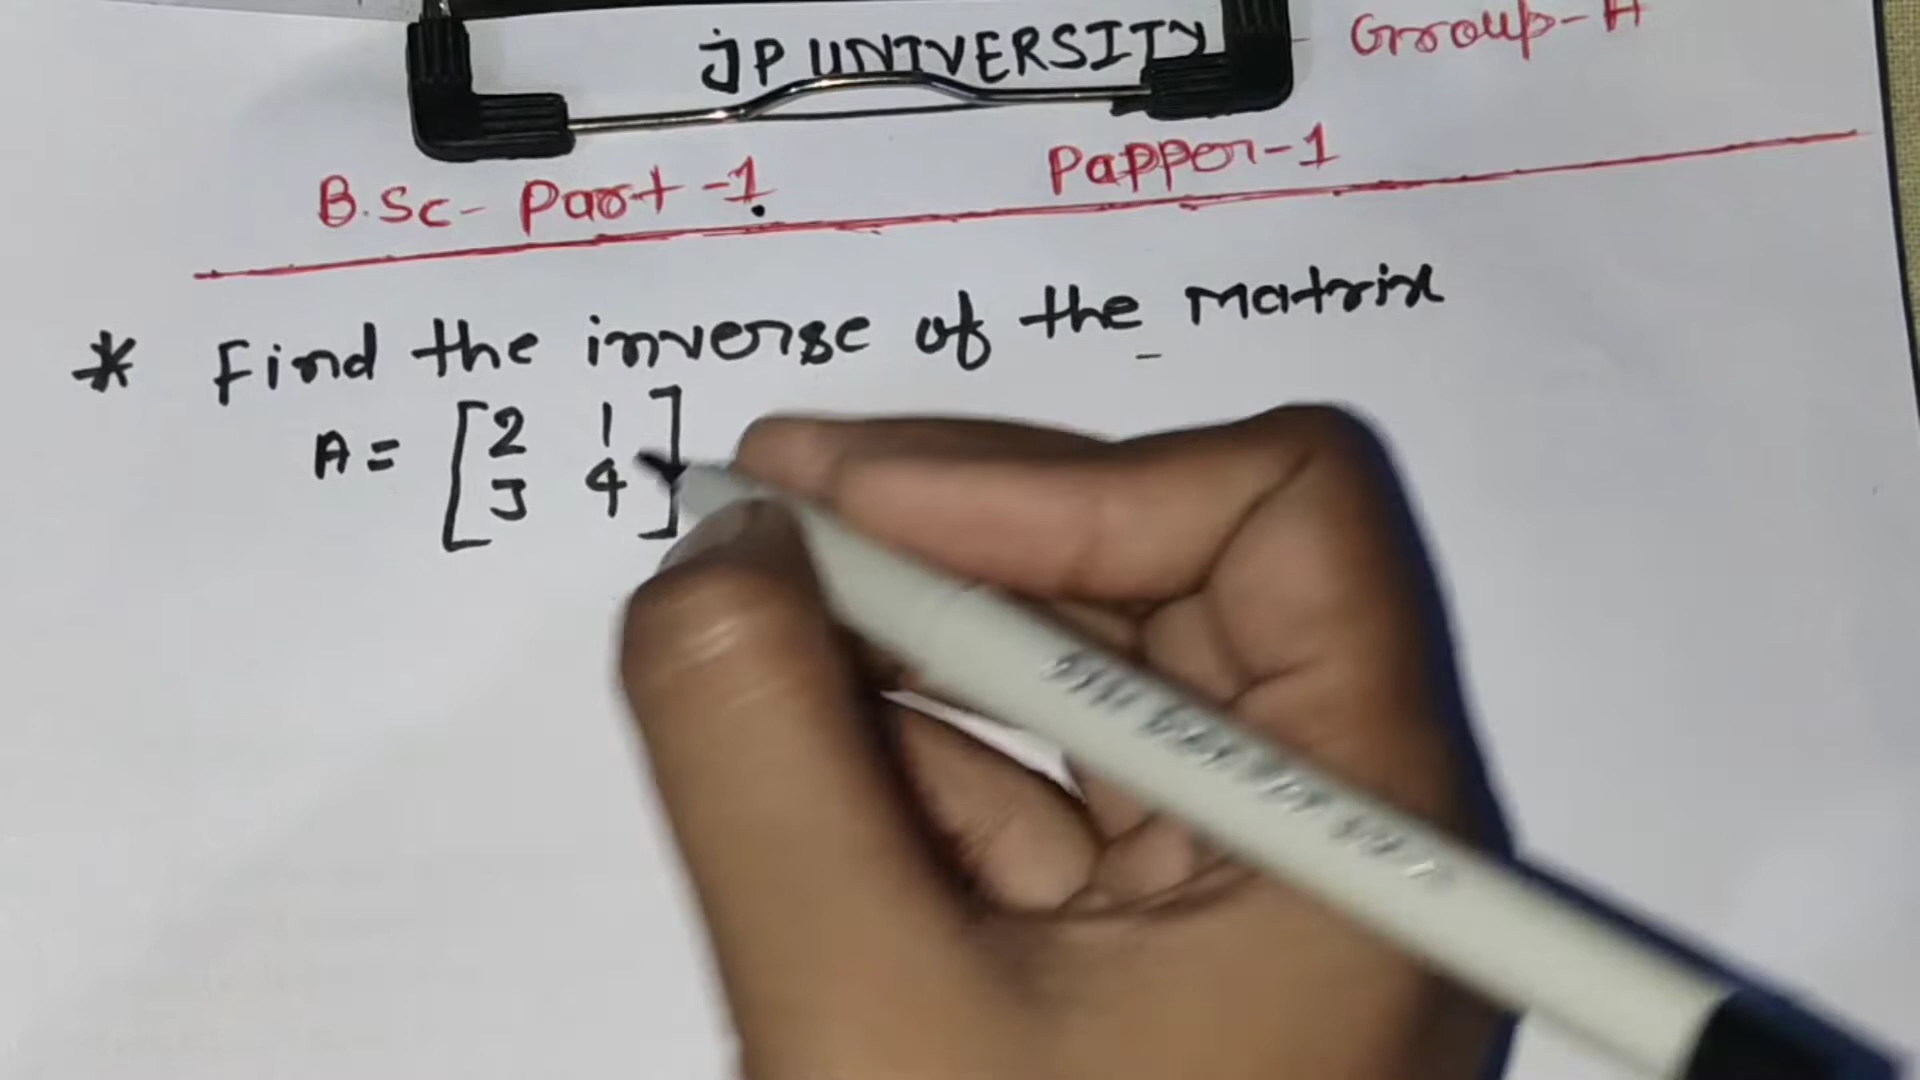 JP UNIVERSITY - Group-A
B.Sc- Part-1 Papper-1
* Find the inverse of the matrix
A = [2 1
3 4]